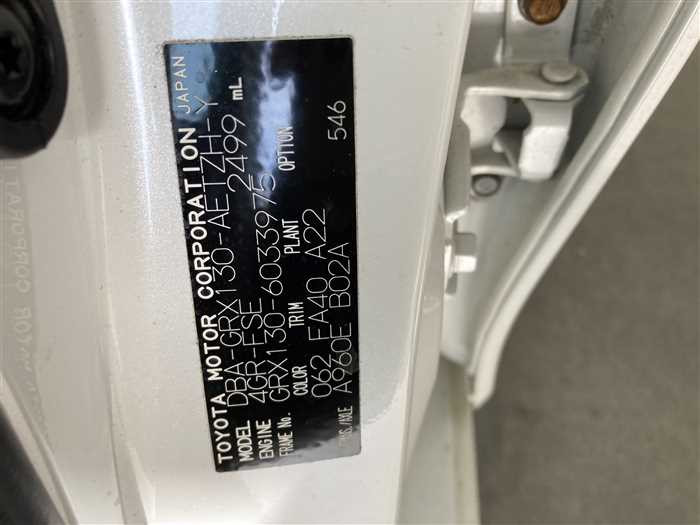 TOYOTA MOTOR CORPORATION JAPAN
MODEL DBA-GRX130-AETZH-Y
ENGINE 4GR-FSE 2499 mL
FRAME No. GRX130-6033975
COLOR TRIM PLANT OPTION
062 FA40 A22 546
/AXLE A960E B02A